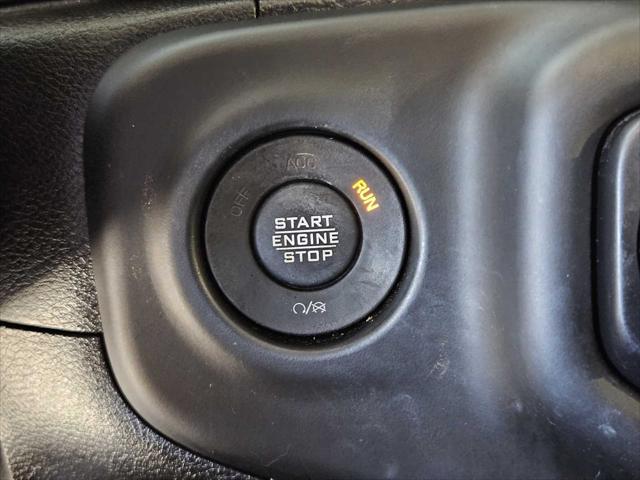 OFF
ACC
RUN
START
ENGINE
STOP